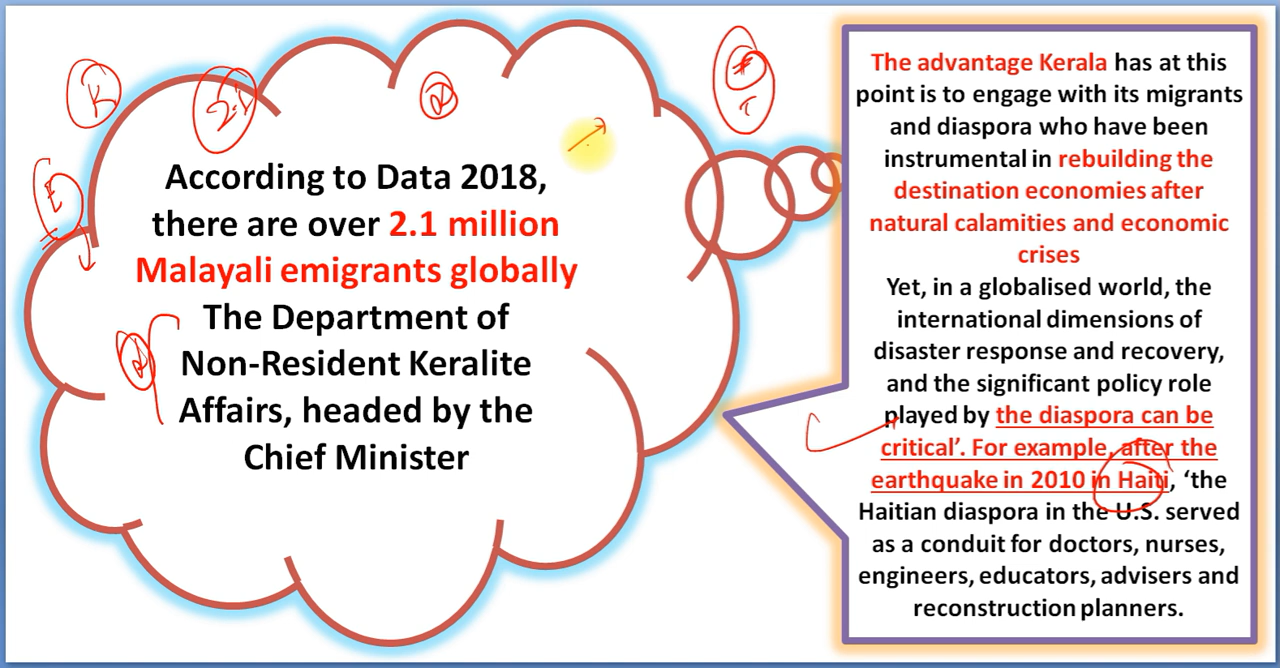 According to Data 2018,
there are over 2.1 million
Malayali emigrants globally
The Department of
Non-Resident Keralite
Affairs, headed by the
Chief Minister
The advantage Kerala has at this
point is to engage with its migrants
and diaspora who have been
instrumental in rebuilding the
destination economies after
natural calamities and economic
crises
Yet, in a globalised world, the
international dimensions of
disaster response and recovery,
and the significant policy role
played by the diaspora can be
critical’. For example, after the
earthquake in 2010 in Haiti, ‘the
Haitian diaspora in the U.S. served
as a conduit for doctors, nurses,
engineers, educators, advisers and
reconstruction planners.
K
2.1